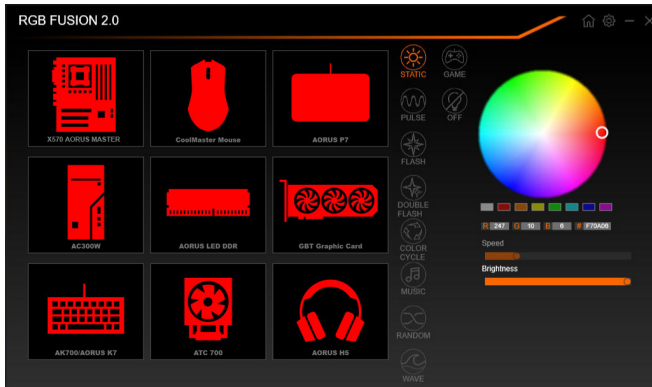 RGB FUSION 2.0
X570 AORUS MASTER
CoolMaster Mouse
AORUS P7
AC300W
AORUS LED DDR
GBT Graphic Card
AK700/AORUS K7
ATC 700
AORUS H5
STATIC
GAME
PULSE
OFF
FLASH
DOUBLE
FLASH
COLOR
CYCLE
MUSIC
RANDOM
WAVE
R 247 G 10 B 6 # F70A06
Speed
Brightness